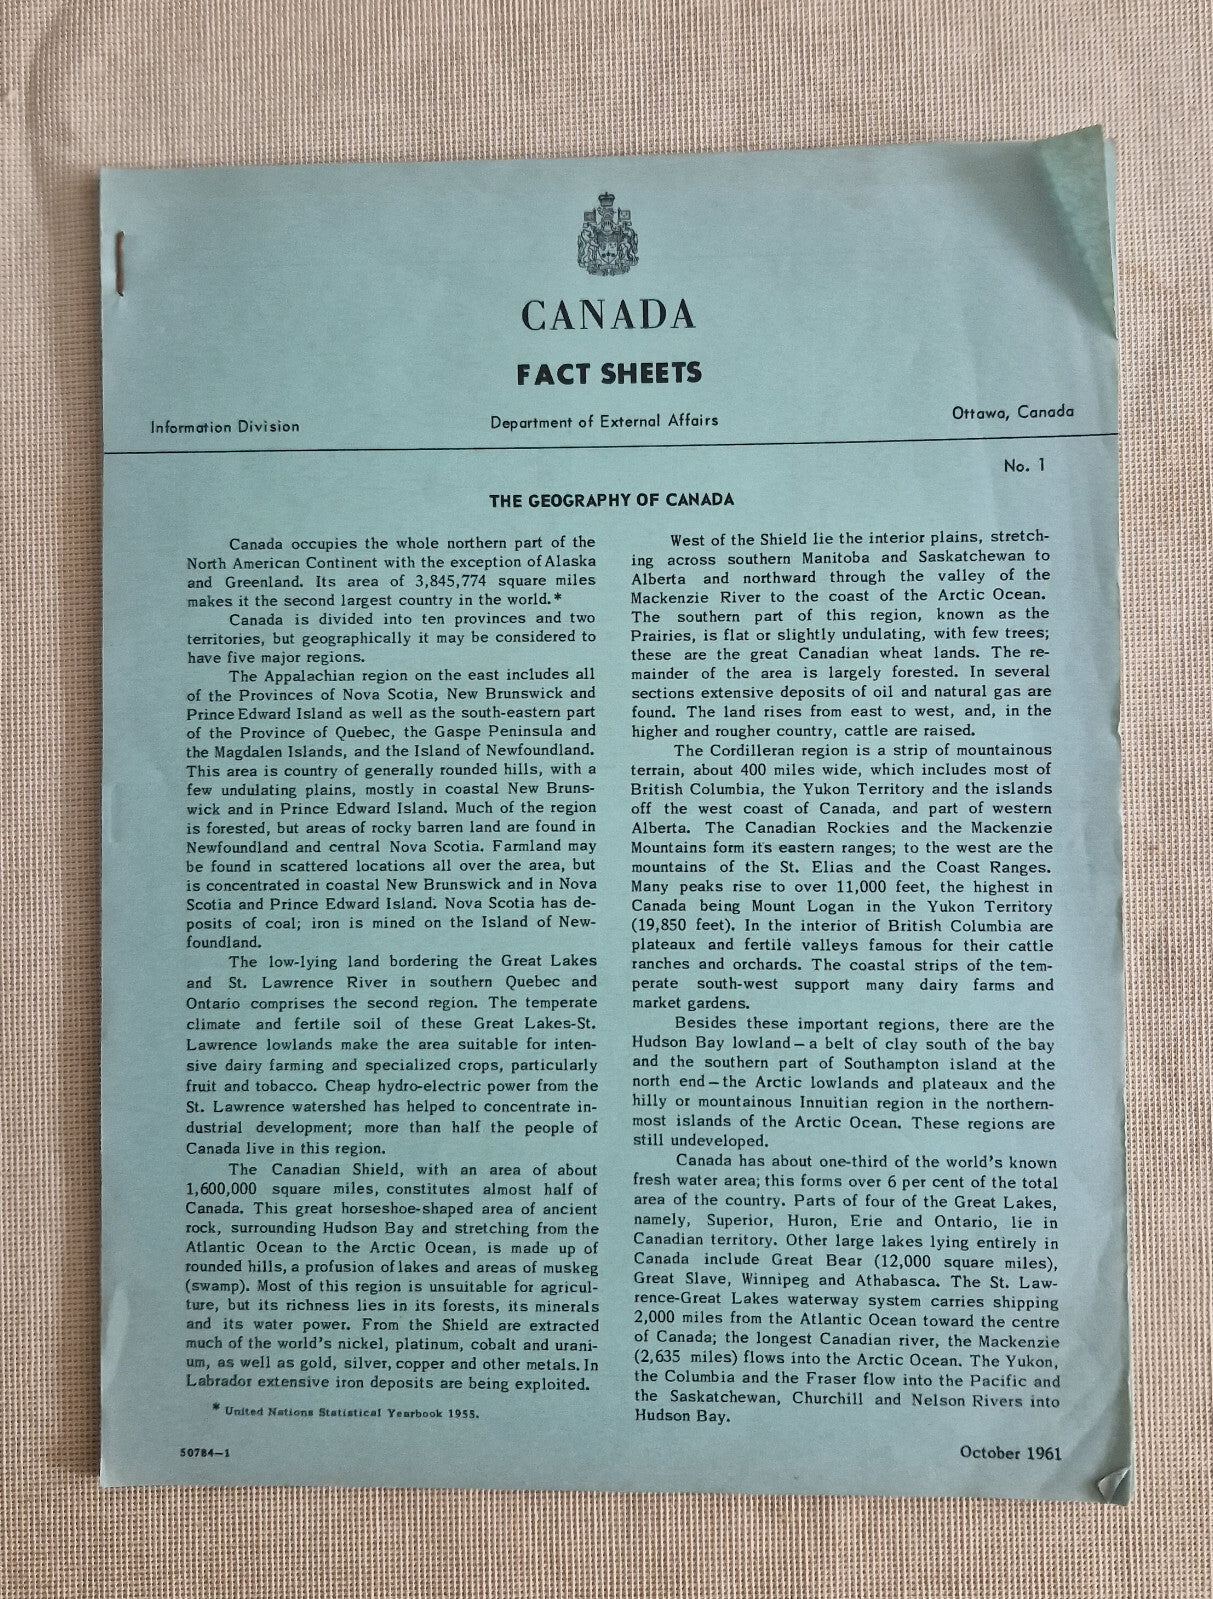 CANADA
FACT SHEETS
Information Division
Department of External Affairs
Ottawa, Canada
No. 1
THE GEOGRAPHY OF CANADA
Canada occupies the whole northern part of the
North American Continent with the exception of Alaska
and Greenland. Its area of 3,845,774 square miles
makes it the second largest country in the world.*
Canada is divided into ten provinces and two
territories, but geographically it may be considered to
have five major regions.
The Appalachian region on the east includes all
of the Provinces of Nova Scotia, New Brunswick and
Prince Edward Island as well as the south-eastern part
of the Province of Quebec, the Gaspe Peninsula and
the Magdalen Islands, and the Island of Newfoundland.
This area is country of generally rounded hills, with a
few undulating plains, mostly in coastal New Bruns-
wick and in Prince Edward Island. Much of the region
is forested, but areas of rocky barren land are found in
Newfoundland and central Nova Scotia. Farmland may
be found in scattered locations all over the area, but
is concentrated in coastal New Brunswick and in Nova
Scotia and Prince Edward Island. Nova Scotia has de-
posits of coal; iron is mined on the Island of New-
foundland.
The low-lying land bordering the Great Lakes
and St. Lawrence River in southern Quebec and
Ontario comprises the second region. The temperate
climate and fertile soil of these Great Lakes-St.
Lawrence lowlands make the area suitable for inten-
sive dairy farming and specialized crops, particularly
fruit and tobacco. Cheap hydro-electric power from the
St. Lawrence watershed has helped to concentrate in-
dustrial development; more than half the people of
Canada live in this region.
The Canadian Shield, with an area of about
1,600,000 square miles, constitutes almost half of
Canada. This great horseshoe-shaped area of ancient
rock, surrounding Hudson Bay and stretching from the
Atlantic Ocean to the Arctic Ocean, is made up of
rounded hills, a profusion of lakes and areas of muskeg
(swamp). Most of this region is unsuitable for agricul-
ture, but its richness lies in its forests, its minerals
and its water power. From the Shield are extracted
much of the world's nickel, platinum, cobalt and urani-
um, as well as gold, silver, copper and other metals. In
Labrador extensive iron deposits are being exploited.
* United Nations Statistical Yearbook 1955.
50784-1
West of the Shield lie the interior plains, stretch-
ing across southern Manitoba and Saskatchewan to
Alberta and northward through the valley of the
Mackenzie River to the coast of the Arctic Ocean.
The southern part of this region, known as the
Prairies, is flat or slightly undulating, with few trees;
these are the great Canadian wheat lands. The re-
mainder of the area is largely forested. In several
sections extensive deposits of oil and natural gas are
found. The land rises from east to west, and, in the
higher and rougher country, cattle are raised.
The Cordilleran region is a strip of mountainous
terrain, about 400 miles wide, which includes most of
British Columbia, the Yukon Territory and the islands
off the west coast of Canada, and part of western
Alberta. The Canadian Rockies and the Mackenzie
Mountains form its eastern ranges; to the west are the
mountains of the St. Elias and the Coast Ranges.
Many peaks rise to over 11,000 feet, the highest in
Canada being Mount Logan in the Yukon Territory
(19,850 feet). In the interior of British Columbia are
plateaux and fertile valleys famous for their cattle
ranches and orchards. The coastal strips of the tem-
perate south-west support many dairy farms and
market gardens.
Besides these important regions, there are the
Hudson Bay lowland – a belt of clay south of the bay
and the southern part of Southampton island at the
north end – the Arctic lowlands and plateaux and the
hilly or mountainous Innuitian region in the northern-
most islands of the Arctic Ocean. These regions are
still undeveloped.
Canada has about one-third of the world's known
fresh water area; this forms over 6 per cent of the total
area of the country. Parts of four of the Great Lakes,
namely, Superior, Huron, Erie and Ontario, lie in
Canadian territory. Other large lakes lying entirely in
Canada include Great Bear (12,000 square miles),
Great Slave, Winnipeg and Athabasca. The St. Law-
rence-Great Lakes waterway system carries shipping
2,000 miles from the Atlantic Ocean toward the centre
of Canada; the longest Canadian river, the Mackenzie
(2,635 miles) flows into the Arctic Ocean. The Yukon,
the Columbia and the Fraser flow into the Pacific and
the Saskatchewan, Churchill and Nelson Rivers into
Hudson Bay.
October 1961